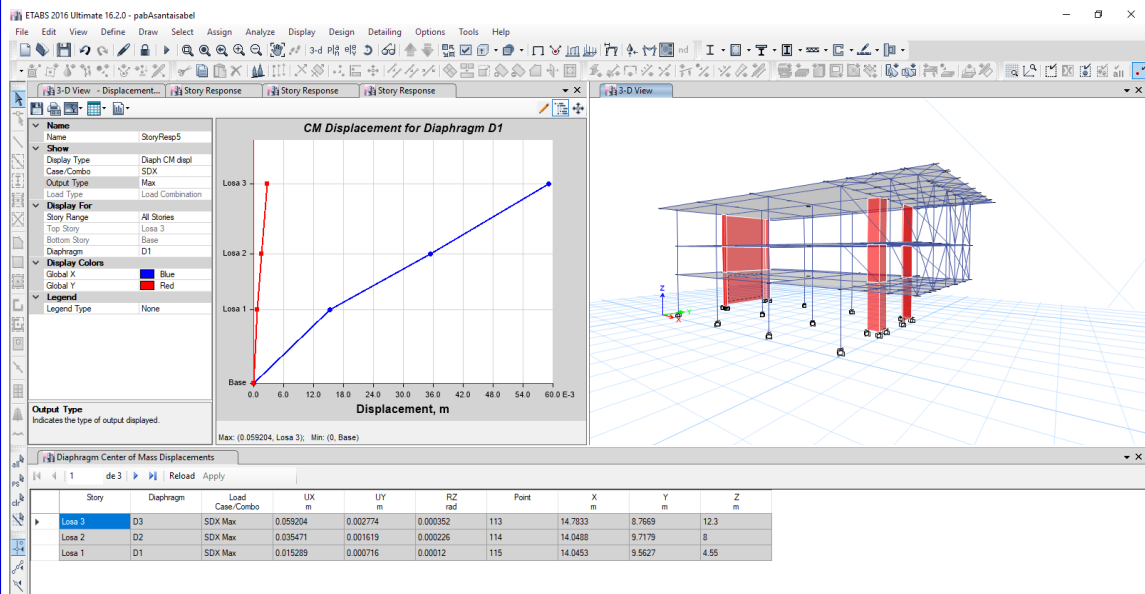 ETABS 2016 Ultimate 16.2.0 - pabAsantaisabel
File Edit View Define Draw Select Assign Analyze Display Design Detailing Options Tools Help
3-d
nd
all
3-D View - Displacement... Story Response Story Response Story Response
3-D View
Name
Name StoryResp5
Show
Display Type Diaph CM displ
Case/Combo SDX
Output Type Max
Load Type Load Combination
Display For
Story Range All Stories
Top Story Losa 3
Bottom Story Base
Diaphragm D1
Display Colors
Global X Blue
Global Y Red
Legend
Legend Type None
Output Type
Indicates the type of output displayed.
CM Displacement for Diaphragm D1
Losa 3
Losa 2
Losa 1
Base
0.0 6.0 12.0 18.0 24.0 30.0 36.0 42.0 48.0 54.0 60.0 E-3
Displacement, m
Max: (0.059204, Losa 3); Min: (0, Base)
Z
Y
X
Diaphragm Center of Mass Displacements
all
ps
clr
1 de 3 Reload Apply
Story Diaphragm Load Case/Combo UX m UY m RZ rad Point X m Y m Z m
Losa 3 D3 SDX Max 0.059204 0.002774 0.000352 113 14.7833 8.7669 12.3
Losa 2 D2 SDX Max 0.035471 0.001619 0.000226 114 14.0488 9.7179 8
Losa 1 D1 SDX Max 0.015289 0.000716 0.00012 115 14.0453 9.5627 4.55